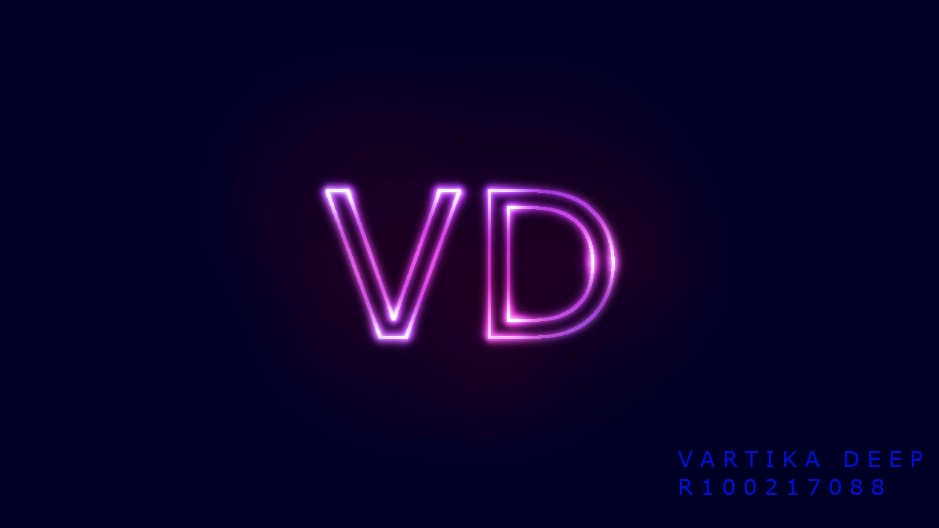 VD
VARTIKA DEEP
R100217088